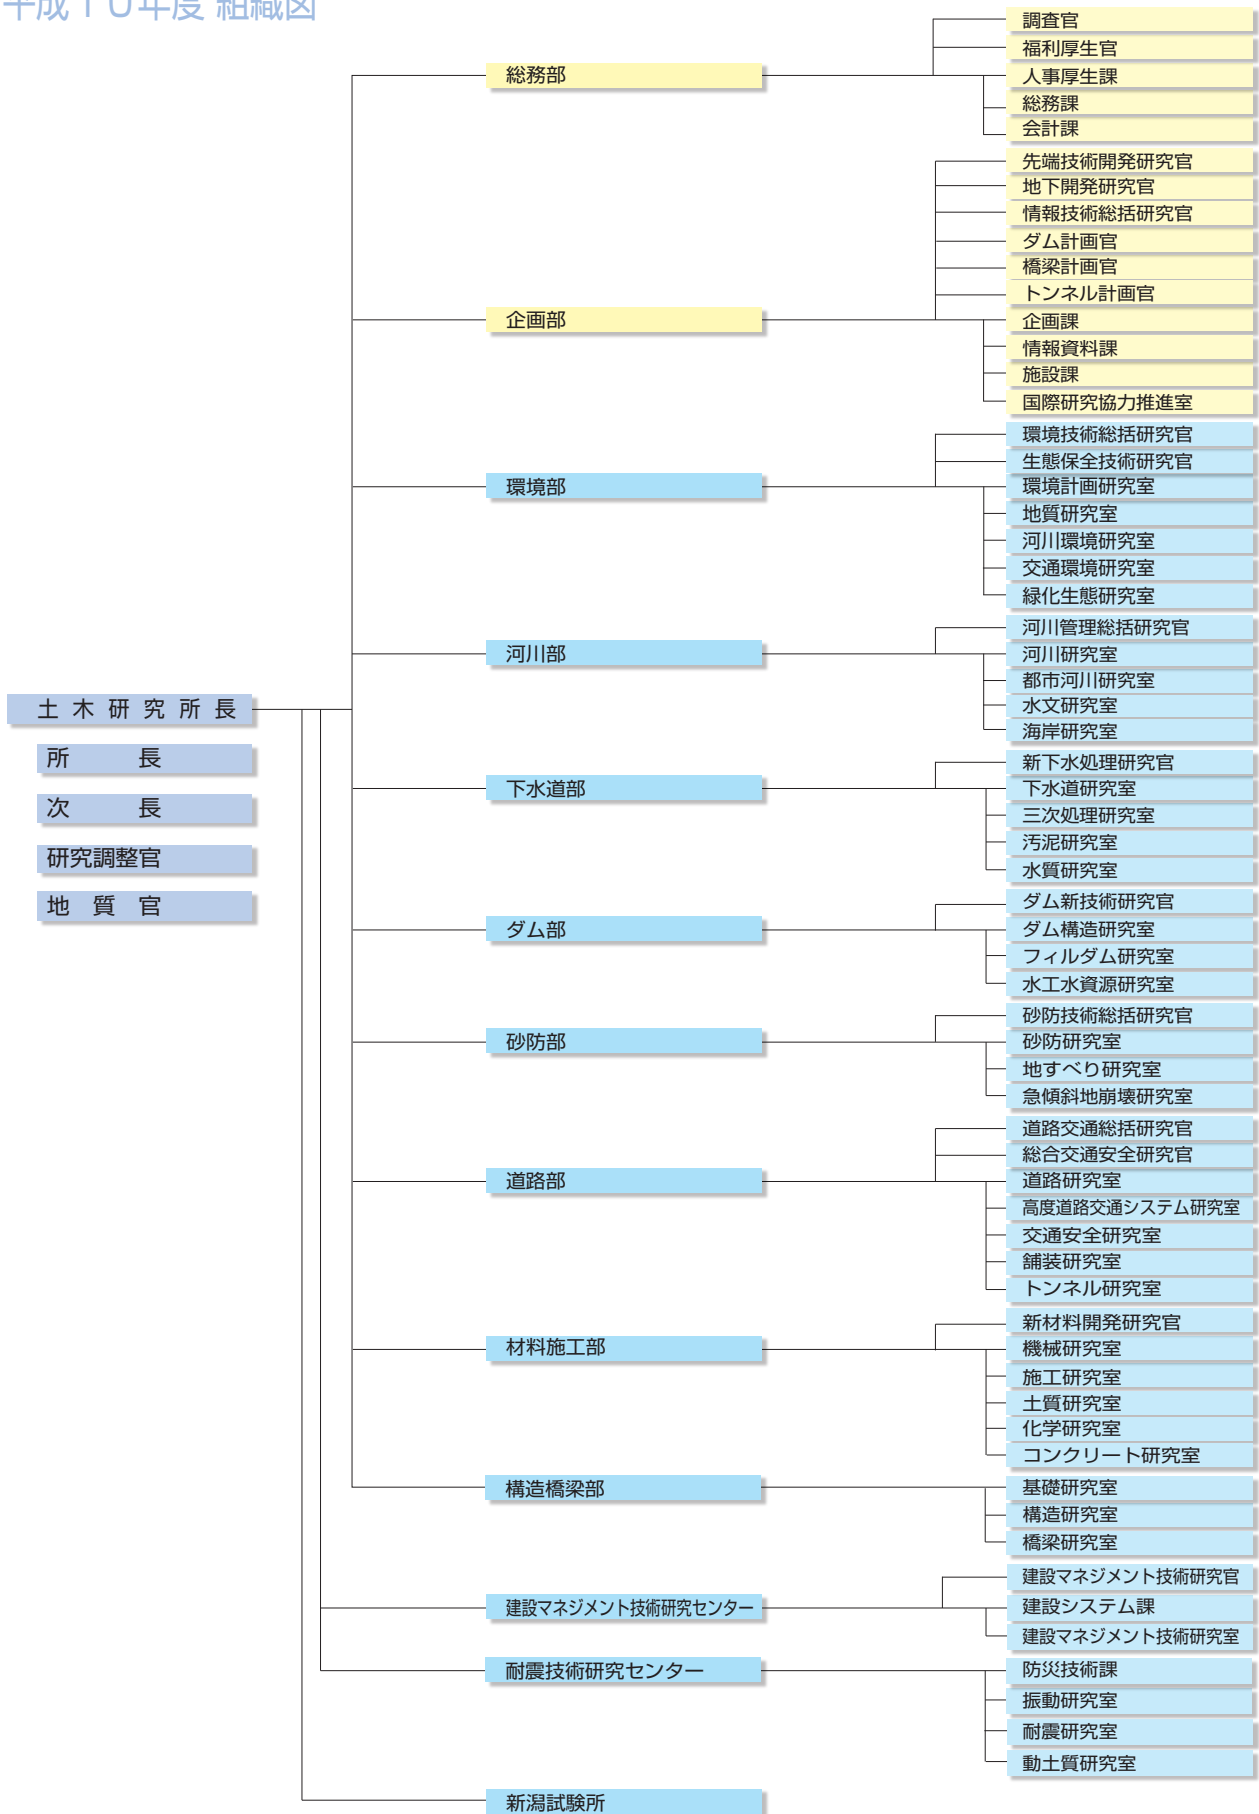 平成10年度 組織図
土木研究所長
所　　長
次　　長
研究調整官
地 質 官
総務部
調査官
福利厚生官
人事厚生課
総務課
会計課
企画部
先端技術開発研究官
地下開発研究官
情報技術総括研究官
ダム計画官
橋梁計画官
トンネル計画官
企画課
情報資料課
施設課
国際研究協力推進室
環境部
環境技術総括研究官
生態保全技術研究官
環境計画研究室
地質研究室
河川環境研究室
交通環境研究室
緑化生態研究室
河川部
河川管理総括研究官
河川研究室
都市河川研究室
水文研究室
海岸研究室
下水道部
新下水処理研究官
下水道研究室
三次処理研究室
汚泥研究室
水質研究室
ダム部
ダム新技術研究官
ダム構造研究室
フィルダム研究室
水工水資源研究室
砂防部
砂防技術総括研究官
砂防研究室
地すべり研究室
急傾斜地崩壊研究室
道路部
道路交通総括研究官
総合交通安全研究官
道路研究室
高度道路交通システム研究室
交通安全研究室
舗装研究室
トンネル研究室
材料施工部
新材料開発研究官
機械研究室
施工研究室
土質研究室
化学研究室
コンクリート研究室
構造橋梁部
基礎研究室
構造研究室
橋梁研究室
建設マネジメント技術研究センター
建設マネジメント技術研究官
建設システム課
建設マネジメント技術研究室
耐震技術研究センター
防災技術課
振動研究室
耐震研究室
動土質研究室
新潟試験所